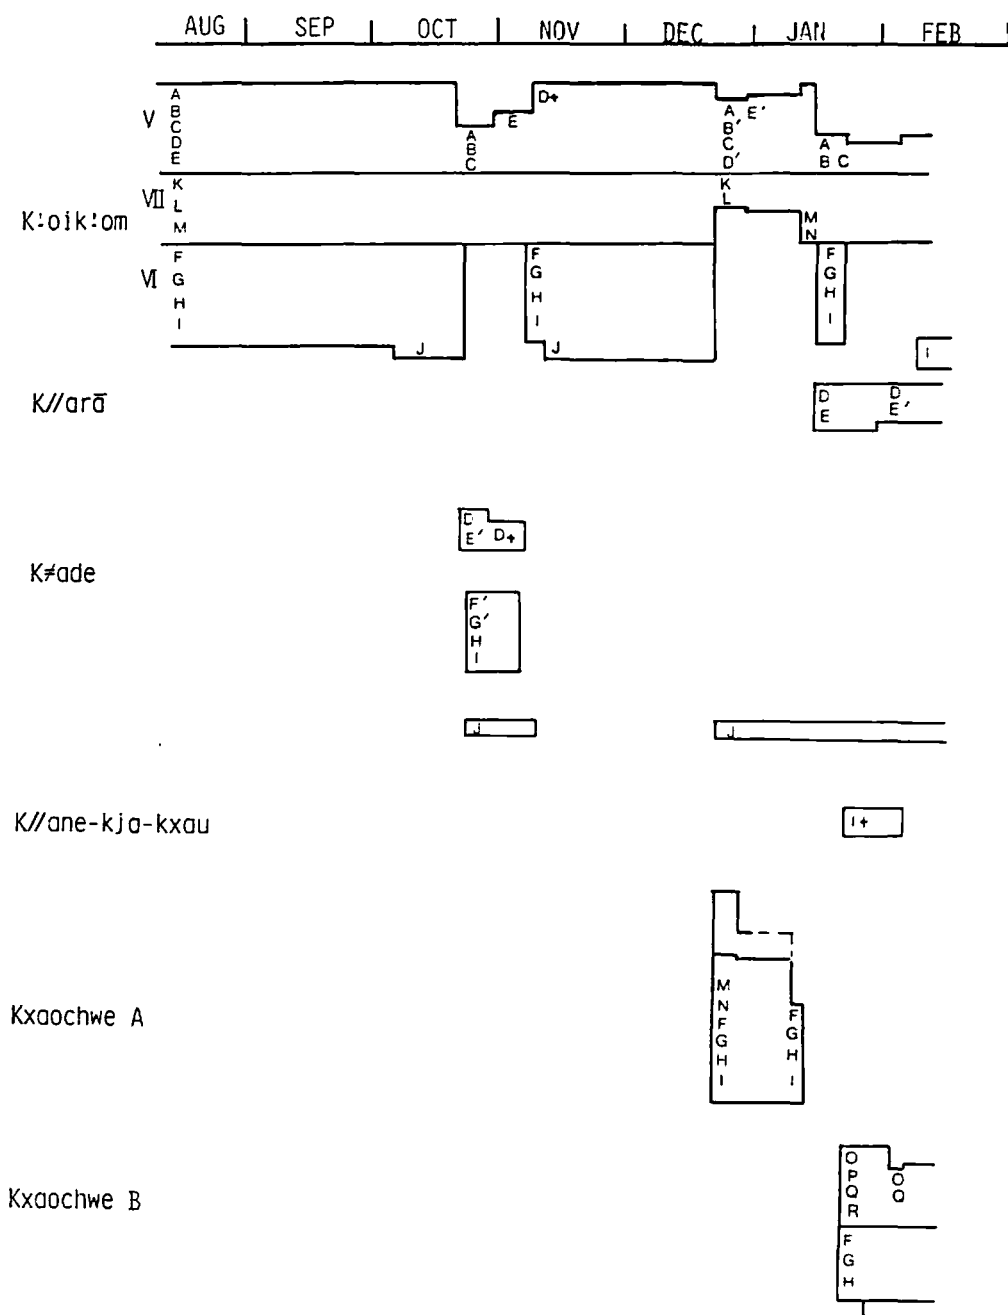 AUG SEP OCT NOV DEC JAN FEB
V
A
B
C
D
E
A
B
C
E
D+
A
B'
C
D'
E'
A
B C
K!oik!om
VII
K
L
M
K
L
M
N
VI
F
G
H
I
J
F
G
H
I
J
F
G
H
I
I
K//arā
D
E
D
E'
K≠ade
D
E' D+
F'
G'
H
I
J
J
K//ane-kja-kxau
I+
Kxaochwe A
M
N
F
G
H
I
F
G
H
I
Kxaochwe B
O
P
Q
R
O
Q
F
G
H